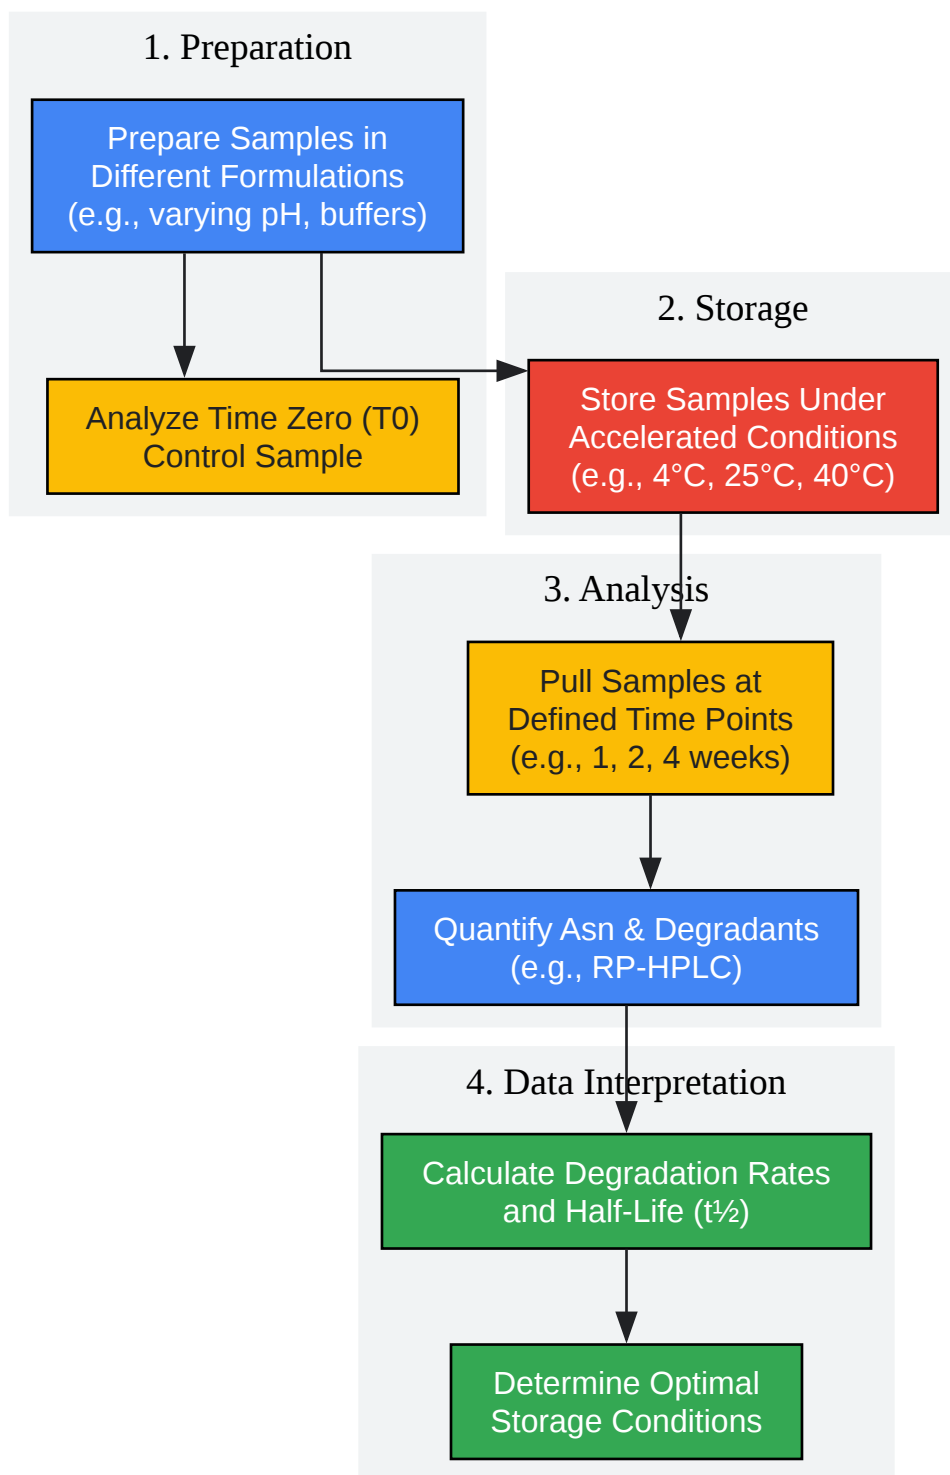 1. Preparation
Prepare Samples in
Different Formulations
(e.g., varying pH, buffers)
Analyze Time Zero (T0)
Control Sample
2. Storage
Store Samples Under
Accelerated Conditions
(e.g., 4°C, 25°C, 40°C)
3. Analysis
Pull Samples at
Defined Time Points
(e.g., 1, 2, 4 weeks)
Quantify Asn & Degradants
(e.g., RP-HPLC)
4. Data Interpretation
Calculate Degradation Rates
and Half-Life (t½)
Determine Optimal
Storage Conditions